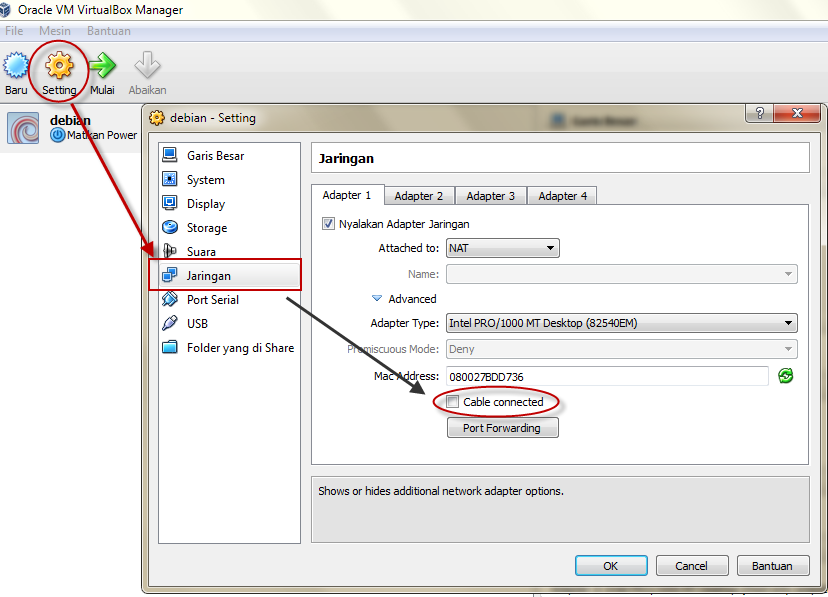 Oracle VM VirtualBox Manager
File Mesin Bantuan
Baru Setting Mulai Abaikan
debian
Matikan Power
debian - Setting
?
Garis Besar
System
Display
Storage
Suara
Jaringan
Port Serial
USB
Folder yang di Share
Jaringan
Adapter 1 Adapter 2 Adapter 3 Adapter 4
Nyalakan Adapter Jaringan
Attached to: NAT
Name:
Advanced
Adapter Type: Intel PRO/1000 MT Desktop (82540EM)
Promiscuous Mode: Deny
Mac Address: 080027BDD736
Cable connected
Port Forwarding
Shows or hides additional network adapter options.
OK Cancel Bantuan